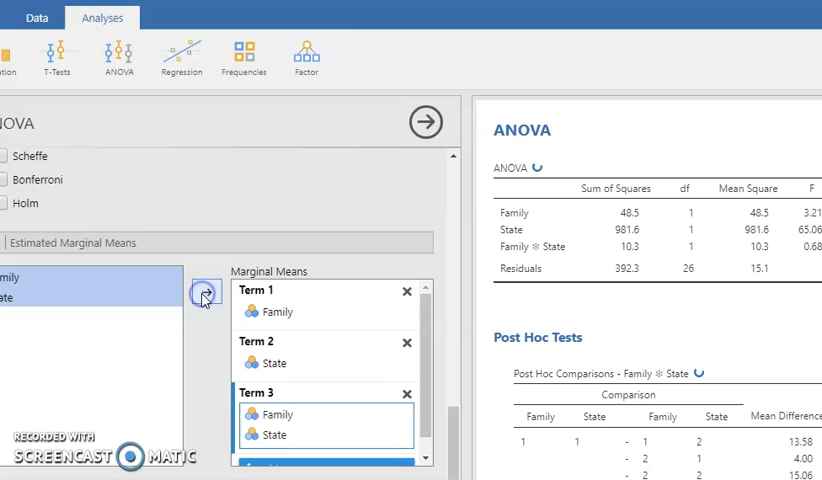 Data
Analyses
T-Tests
ANOVA
Regression
Frequencies
Factor
Scheffe
Bonferroni
Holm
Estimated Marginal Means
Marginal Means
Term 1
Family
Term 2
State
Term 3
Family
State
RECORDED WITH
SCREENCAST MATIC
ANOVA
ANOVA
Sum of Squares df Mean Square F
Family 48.5 1 48.5 3.21
State 981.6 1 981.6 65.06
Family ✻ State 10.3 1 10.3 0.68
Residuals 392.3 26 15.1
Post Hoc Tests
Post Hoc Comparisons - Family ✻ State
Comparison
Family State Family State Mean Difference
1 1 - 1 2 13.58
- 2 1 4.00
- 2 2 15.06